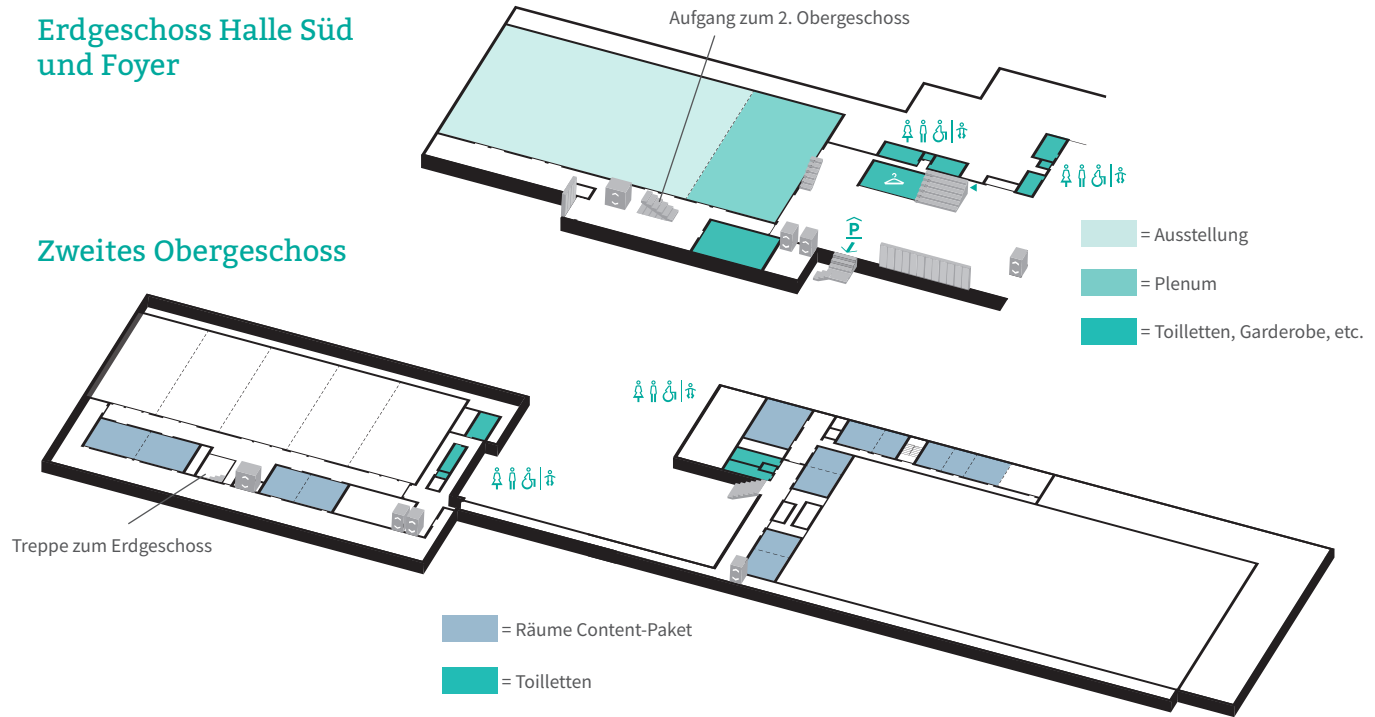 Erdgeschoss Halle Süd
und Foyer
Aufgang zum 2. Obergeschoss
P
= Ausstellung
= Plenum
= Toilletten, Garderobe, etc.
Zweites Obergeschoss
Treppe zum Erdgeschoss
= Räume Content-Paket
= Toilletten